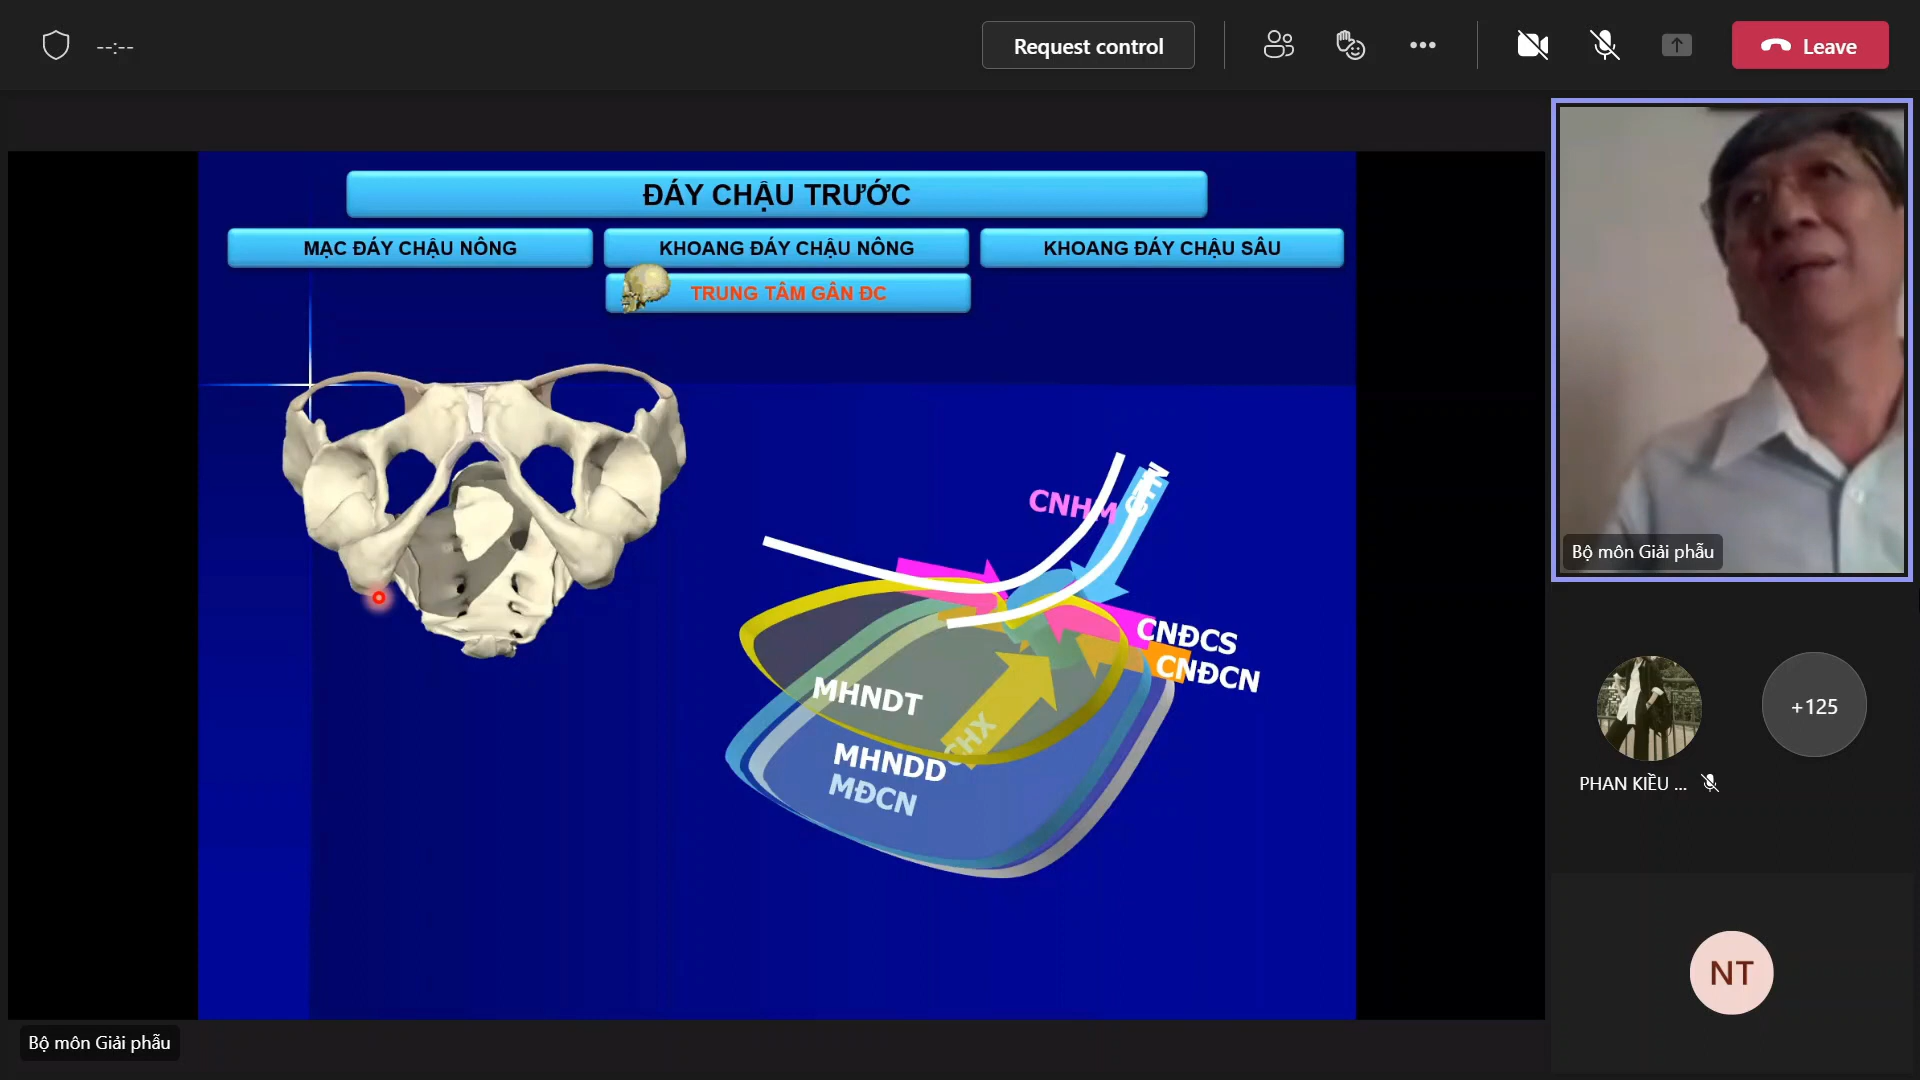 --:--
Request control
Leave
ĐÁY CHẬU TRƯỚC
MẠC ĐÁY CHẬU NÔNG
KHOANG ĐÁY CHẬU NÔNG
KHOANG ĐÁY CHẬU SÂU
TRUNG TÂM GÂN ĐC
CNHM
CNĐCS
CNĐCN
MHNDT
CHX
MHNDD
MĐCN
Bộ môn Giải phẫu
PHAN KIỀU ...
+125
NT
Bộ môn Giải phẫu